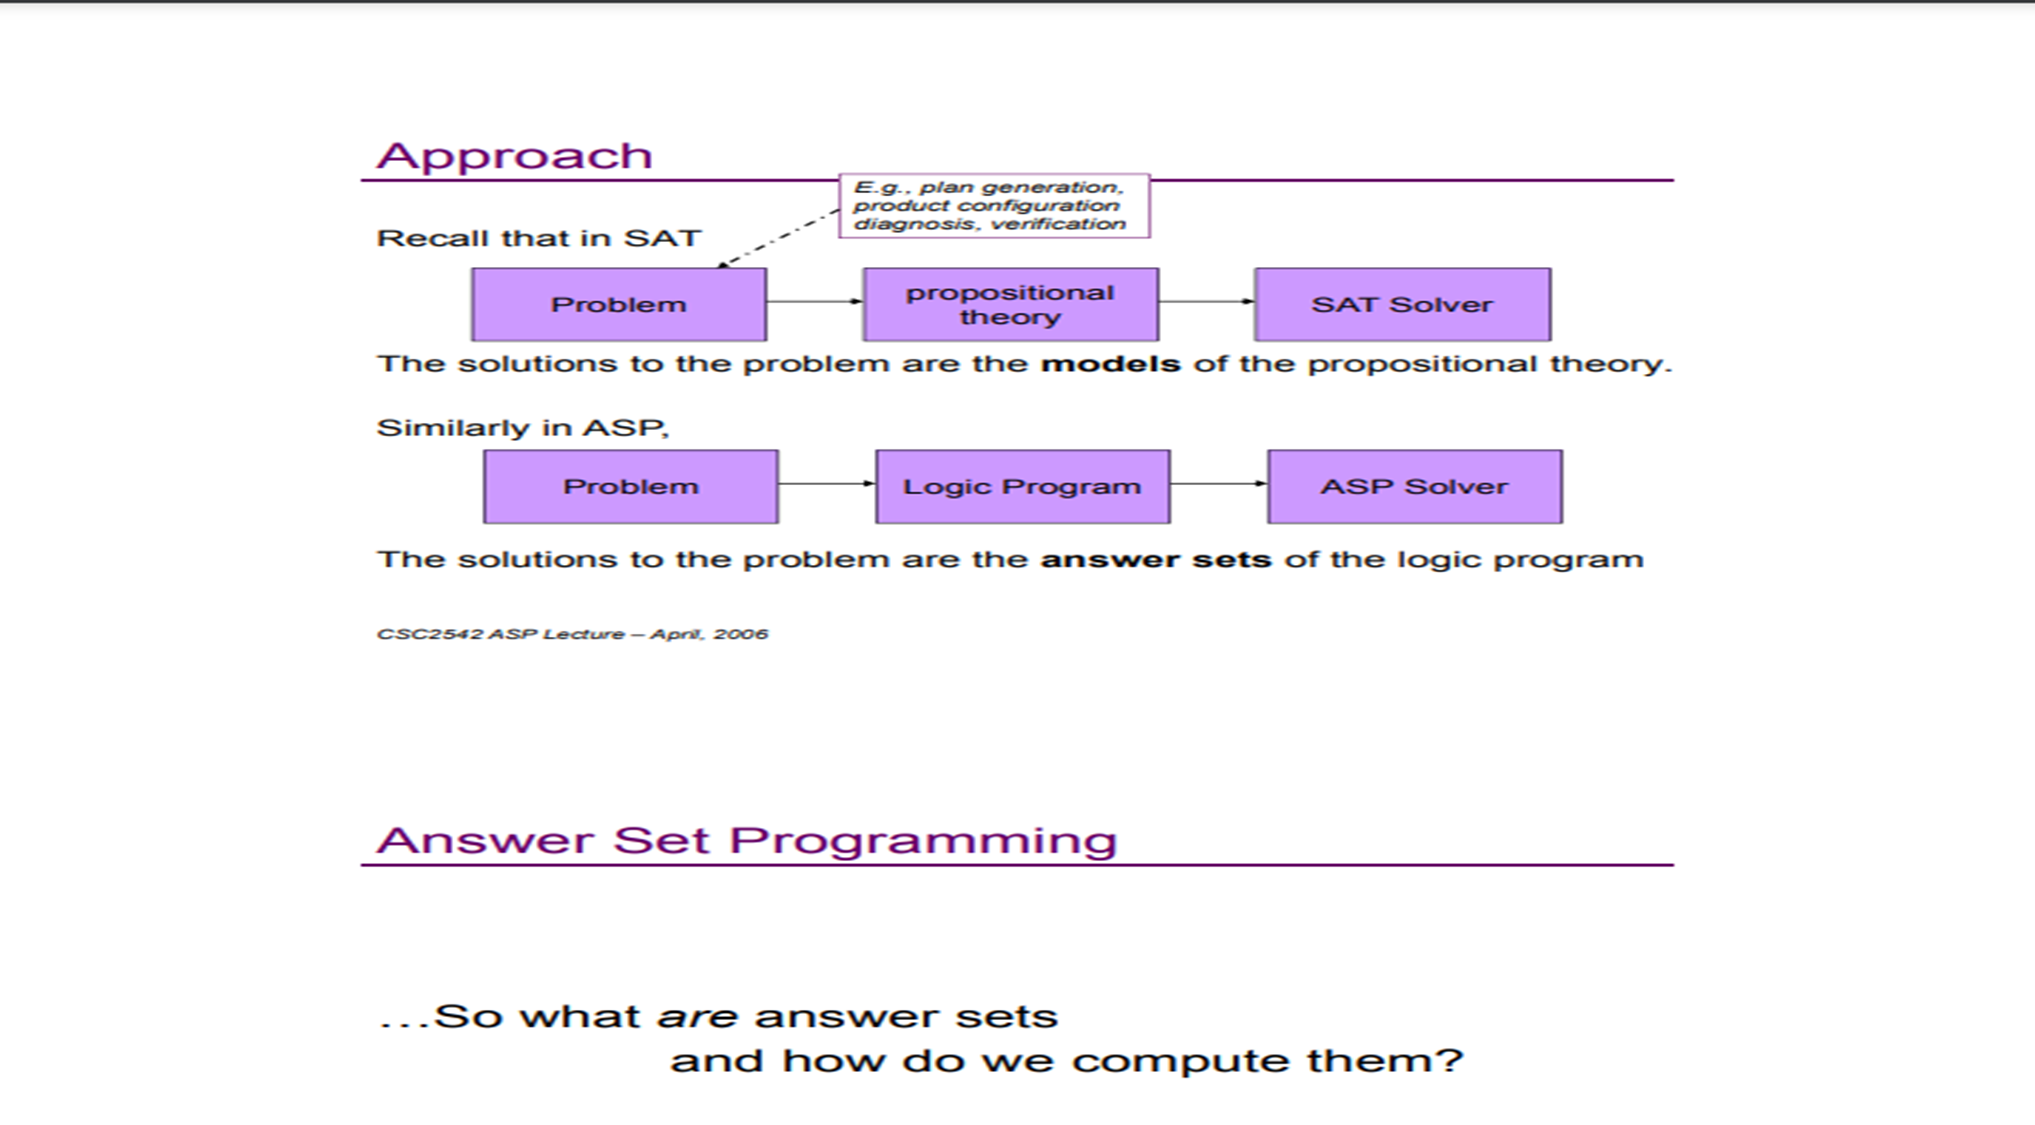 Approach
E.g., plan generation,
product configuration
diagnosis, verification
Recall that in SAT
Problem
propositional
theory
SAT Solver
The solutions to the problem are the models of the propositional theory.
Similarly in ASP,
Problem
Logic Program
ASP Solver
The solutions to the problem are the answer sets of the logic program
CSC2542 ASP Lecture – April, 2006
Answer Set Programming
…So what are answer sets
and how do we compute them?